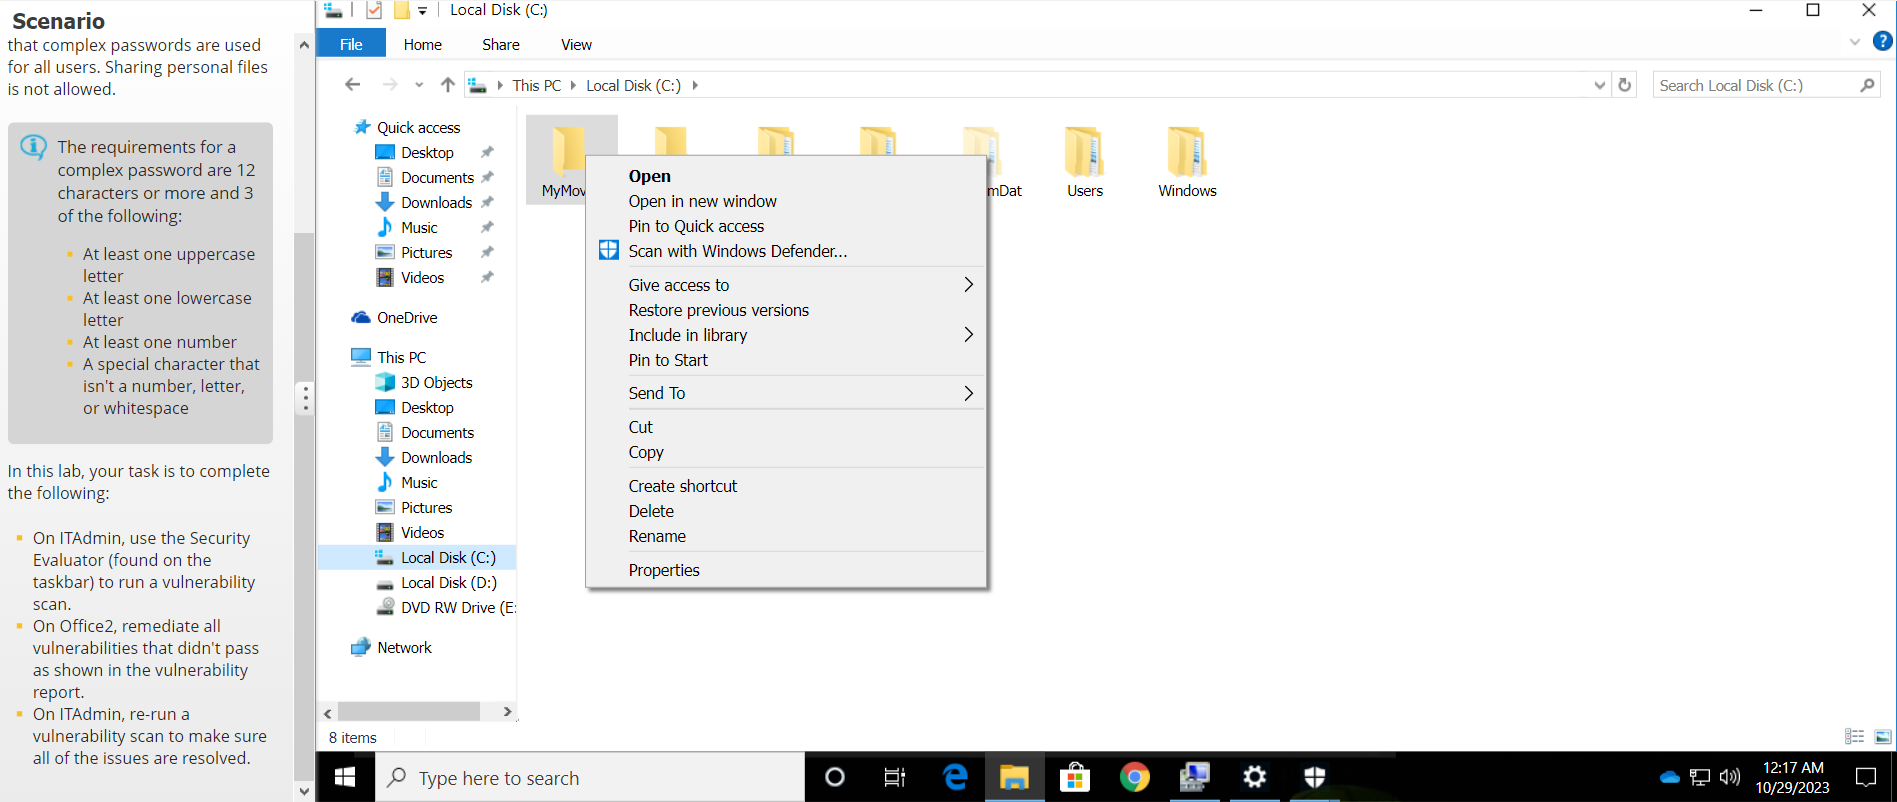 Scenario
that complex passwords are used
for all users. Sharing personal files
is not allowed.
The requirements for a
complex password are 12
characters or more and 3
of the following:
At least one uppercase
letter
At least one lowercase
letter
At least one number
A special character that
isn't a number, letter,
or whitespace
In this lab, your task is to complete
the following:
On ITAdmin, use the Security
Evaluator (found on the
taskbar) to run a vulnerability
scan.
On Office2, remediate all
vulnerabilities that didn't pass
as shown in the vulnerability
report.
On ITAdmin, re-run a
vulnerability scan to make sure
all of the issues are resolved.
Local Disk (C:)
File Home Share View
This PC Local Disk (C:)
Search Local Disk (C:)
Quick access
Desktop
Documents
Downloads
Music
Pictures
Videos
OneDrive
This PC
3D Objects
Desktop
Documents
Downloads
Music
Pictures
Videos
Local Disk (C:)
Local Disk (D:)
DVD RW Drive (E:
Network
MyMov
mDat
Users
Windows
Open
Open in new window
Pin to Quick access
Scan with Windows Defender...
Give access to
Restore previous versions
Include in library
Pin to Start
Send To
Cut
Copy
Create shortcut
Delete
Rename
Properties
8 items
Type here to search
12:17 AM
10/29/2023